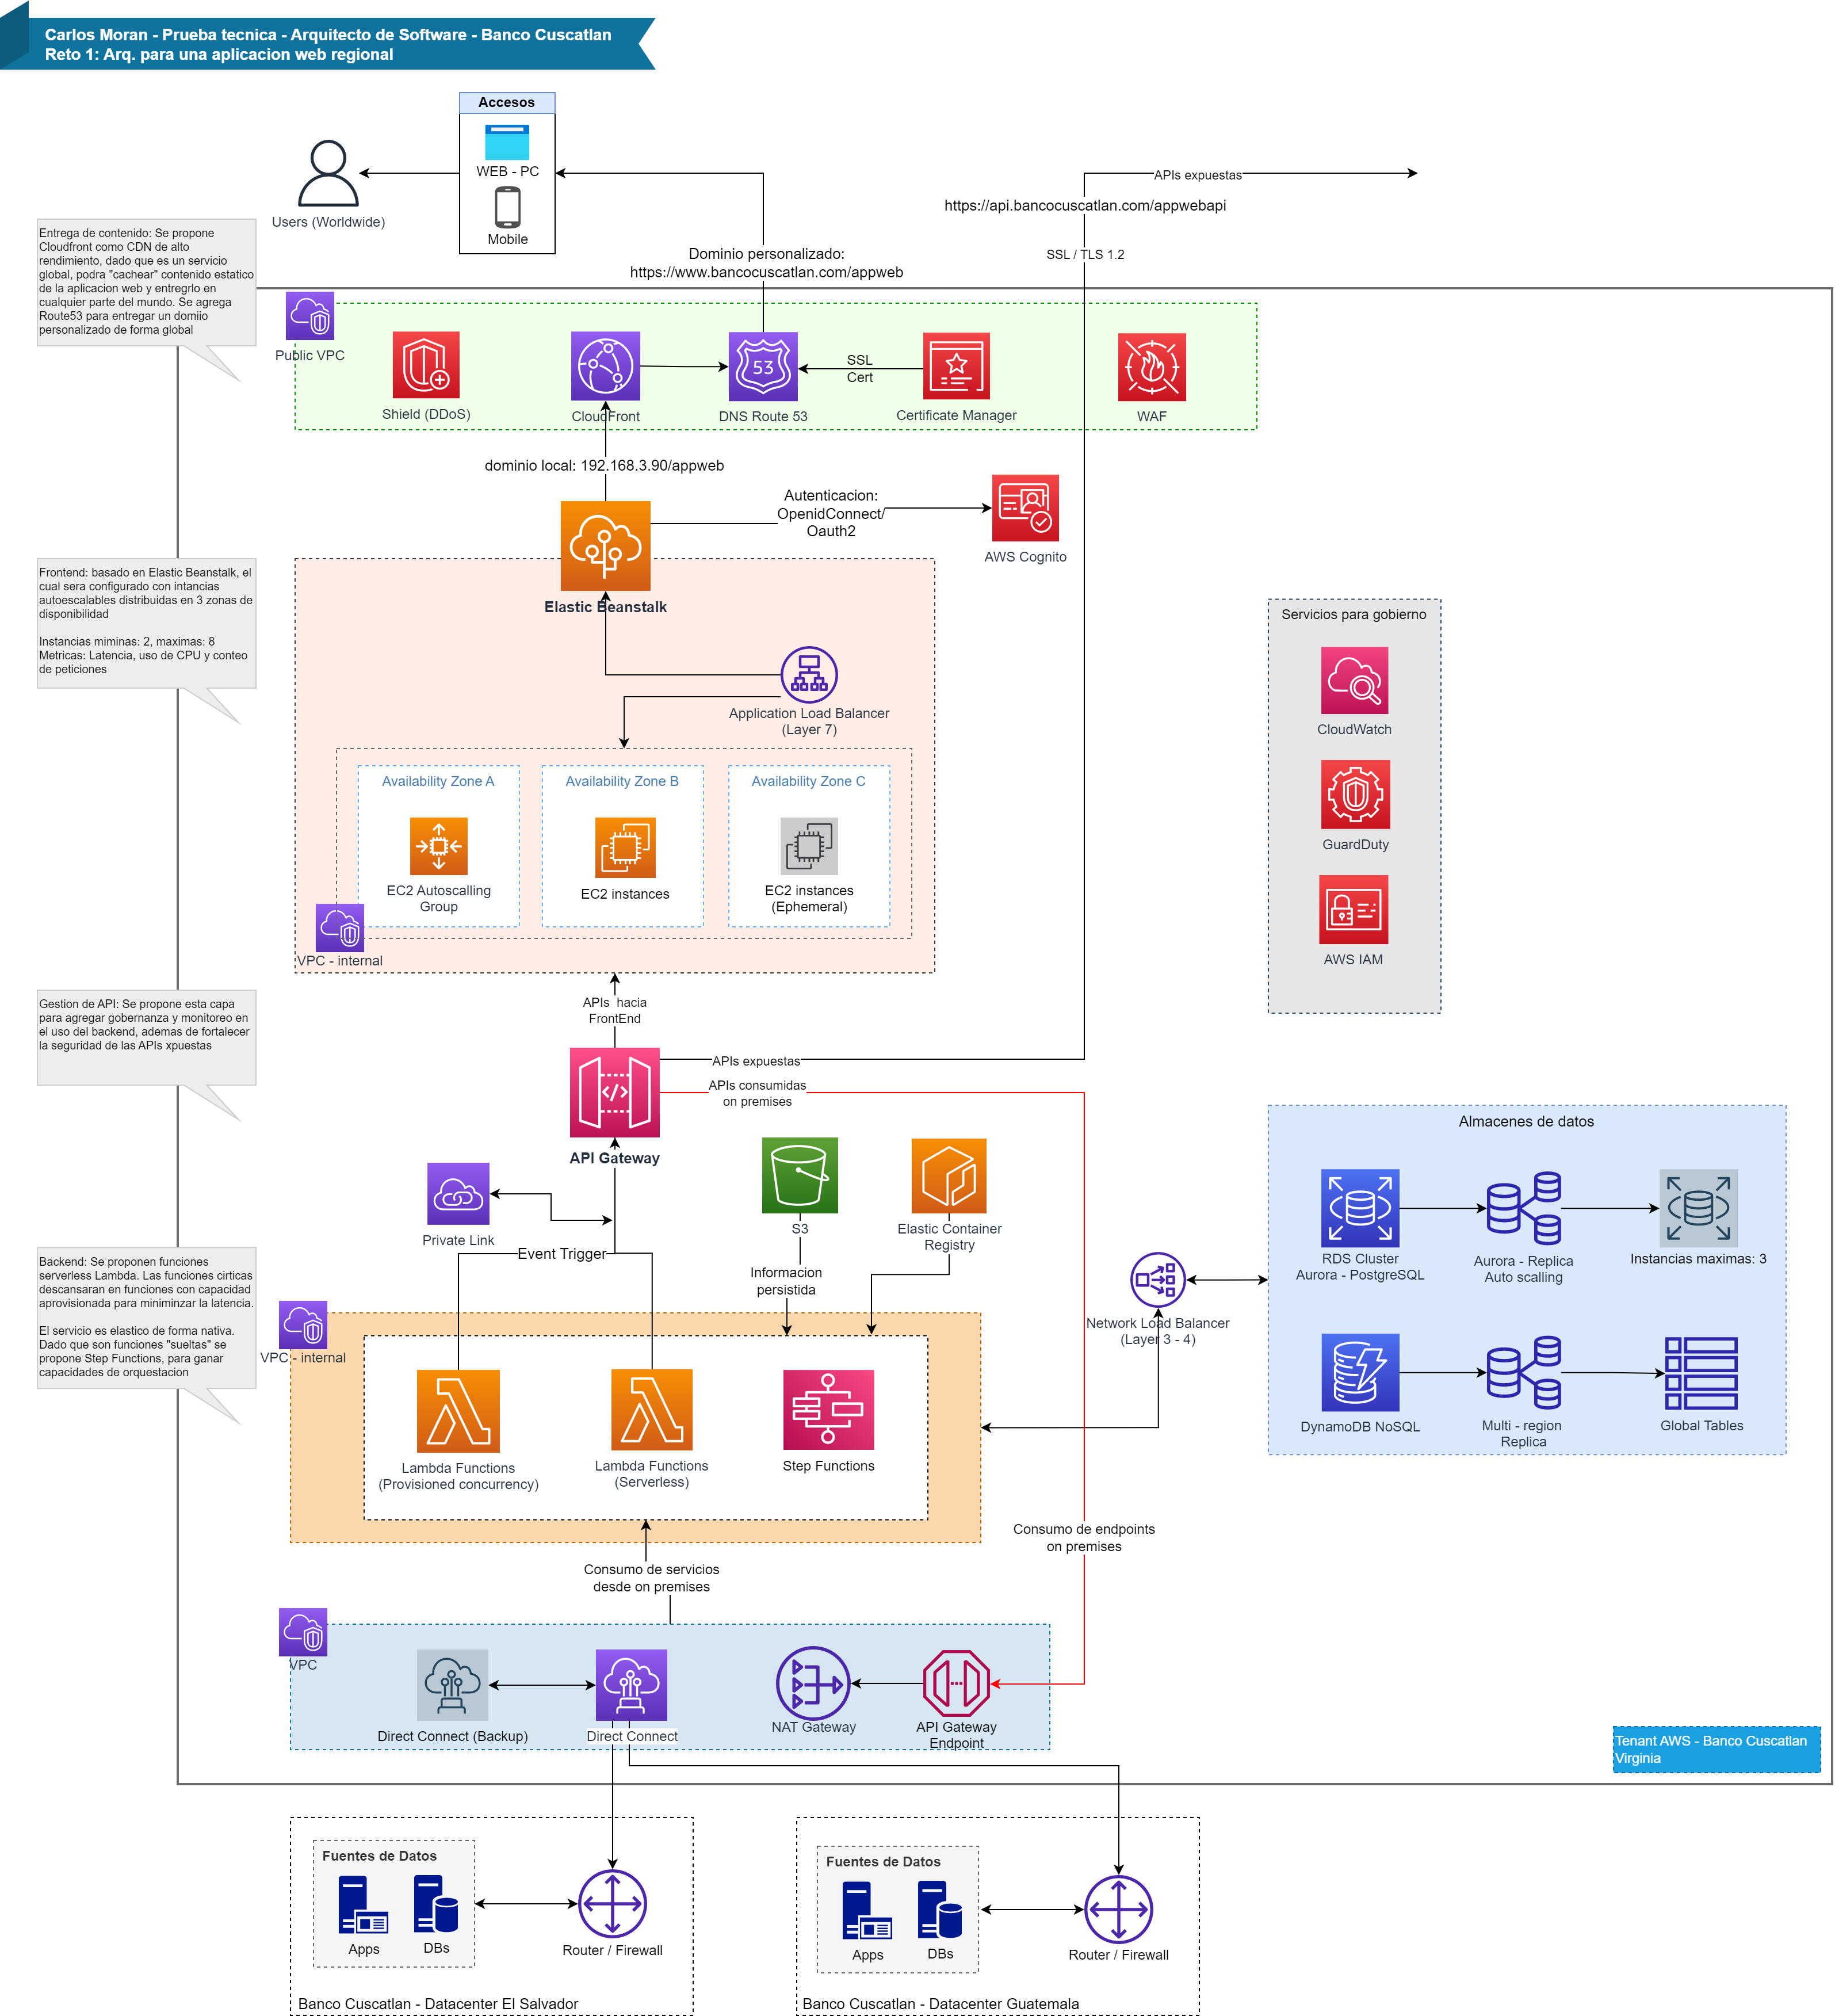 Carlos Moran - Prueba tecnica - Arquitecto de Software - Banco Cuscatlan
Reto 1: Arq. para una aplicacion web regional
Accesos
WEB - PC
Mobile
Users (Worldwide)
APIs expuestas
https://api.bancocuscatlan.com/appwebapi
SSL / TLS 1.2
Dominio personalizado:
https://www.bancocuscatlan.com/appweb
Entrega de contenido: Se propone
Cloudfront como CDN de alto
rendimiento, dado que es un servicio
global, podra "cachear" contenido estatico
de la aplicacion web y entregrlo en
cualquier parte del mundo. Se agrega
Route53 para entregar un domiio
personalizado de forma global
Public VPC
Shield (DDoS)
CloudFront
53
DNS Route 53
SSL
Cert
Certificate Manager
WAF
dominio local: 192.168.3.90/appweb
Autenticacion:
OpenidConnect/
Oauth2
AWS Cognito
Frontend: basado en Elastic Beanstalk, el
cual sera configurado con intancias
autoescalables distribuidas en 3 zonas de
disponibilidad
Instancias miminas: 2, maximas: 8
Metricas: Latencia, uso de CPU y conteo
de peticiones
Elastic Beanstalk
Application Load Balancer
(Layer 7)
Availability Zone A
EC2 Autoscalling
Group
Availability Zone B
EC2 instances
Availability Zone C
EC2 instances
(Ephemeral)
VPC - internal
Servicios para gobierno
CloudWatch
GuardDuty
AWS IAM
Gestion de API: Se propone esta capa
para agregar gobernanza y monitoreo en
el uso del backend, ademas de fortalecer
la seguridad de las APIs xpuestas
APIs hacia
FrontEnd
API Gateway
APIs expuestas
APIs consumidas
on premises
Private Link
Event Trigger
S3
Informacion
persistida
Elastic Container
Registry
Almacenes de datos
RDS Cluster
Aurora - PostgreSQL
Aurora - Replica
Auto scalling
Instancias maximas: 3
DynamoDB NoSQL
Multi - region
Replica
Global Tables
Network Load Balancer
(Layer 3 - 4)
Backend: Se proponen funciones
serverless Lambda. Las funciones cirticas
descansaran en funciones con capacidad
aprovisionada para miniminzar la latencia.
El servicio es elastico de forma nativa.
Dado que son funciones "sueltas" se
propone Step Functions, para ganar
capacidades de orquestacion
VPC - internal
Lambda Functions
(Provisioned concurrency)
Lambda Functions
(Serverless)
Step Functions
Consumo de endpoints
on premises
Consumo de servicios
desde on premises
VPC
Direct Connect (Backup)
Direct Connect
NAT Gateway
API Gateway
Endpoint
Tenant AWS - Banco Cuscatlan
Virginia
Fuentes de Datos
Apps
DBs
Router / Firewall
Banco Cuscatlan - Datacenter El Salvador
Fuentes de Datos
Apps
DBs
Router / Firewall
Banco Cuscatlan - Datacenter Guatemala